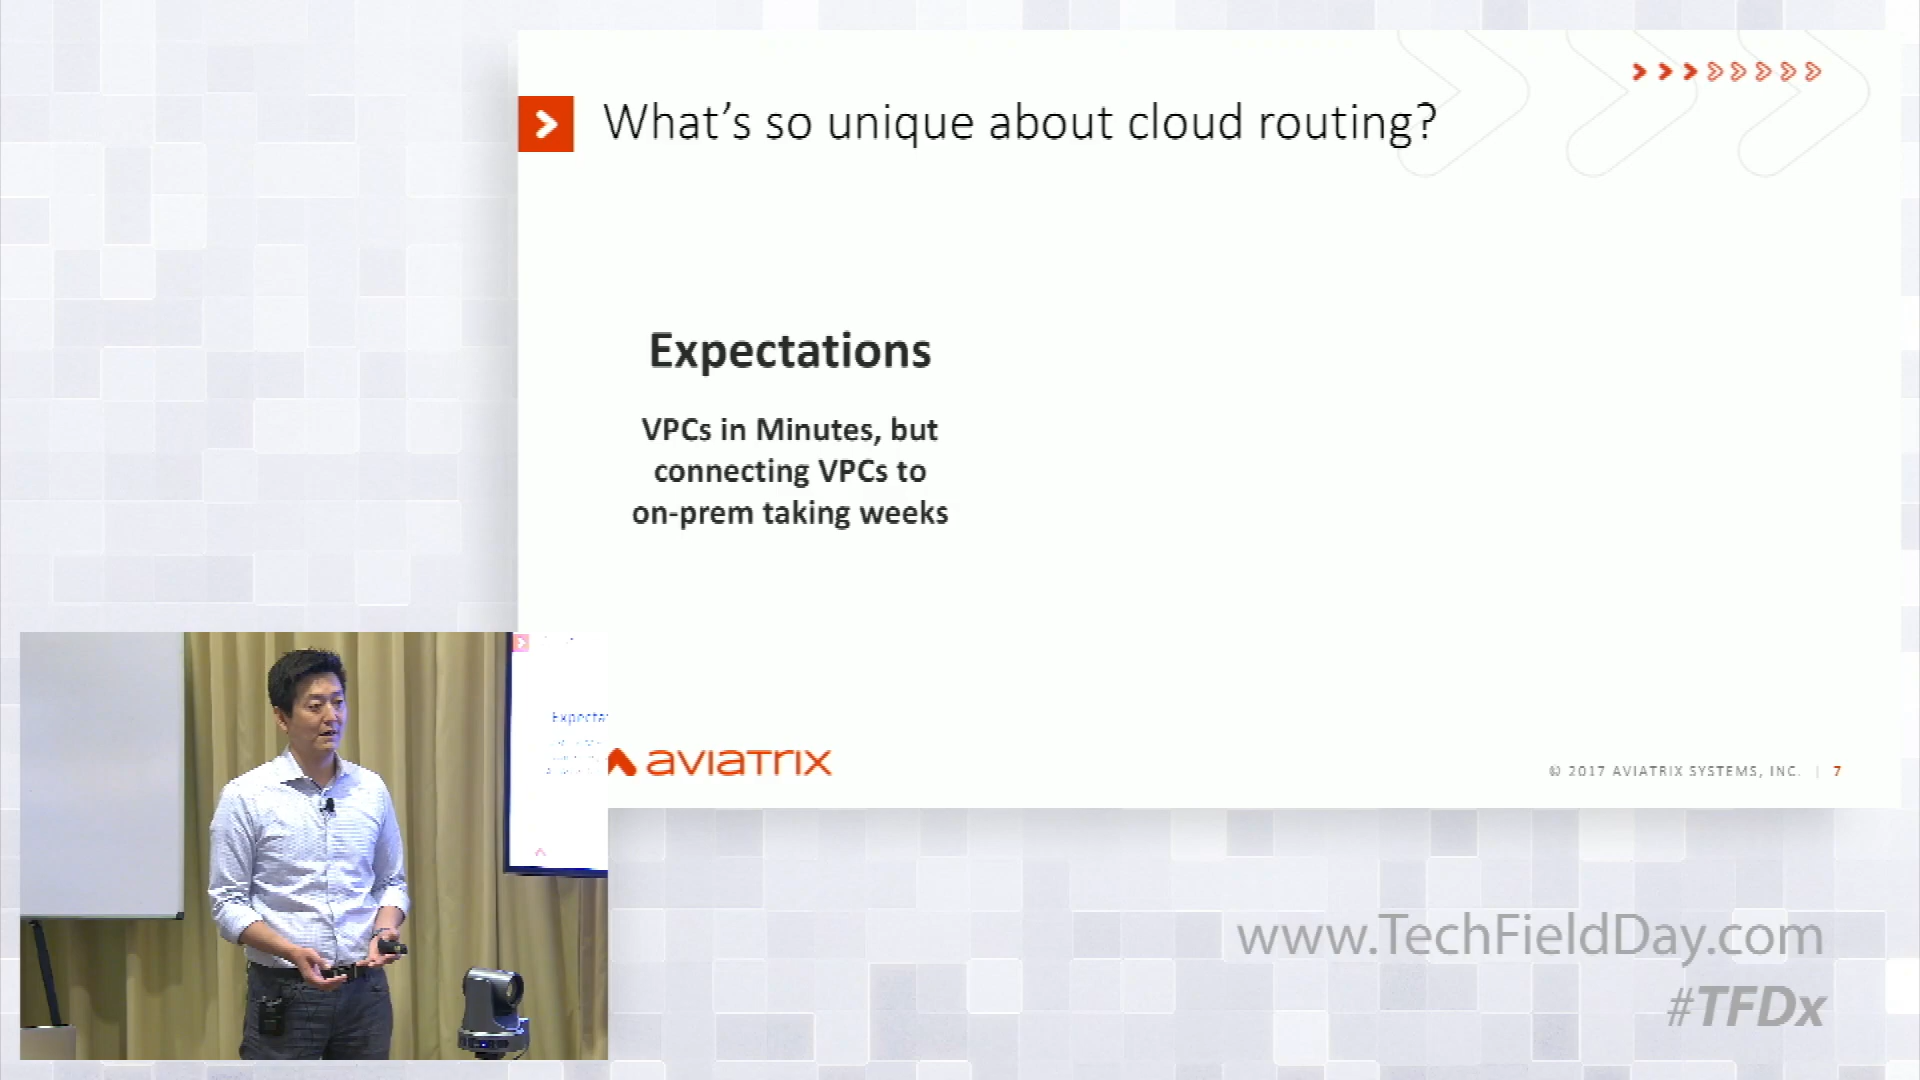 What's so unique about cloud routing?
Expectations
VPCs in Minutes, but
connecting VPCs to
on-prem taking weeks
Expecta
aviatrix
© 2017 AVIATRIX SYSTEMS, INC. | 7
www.TechFieldDay.com
#TFDx